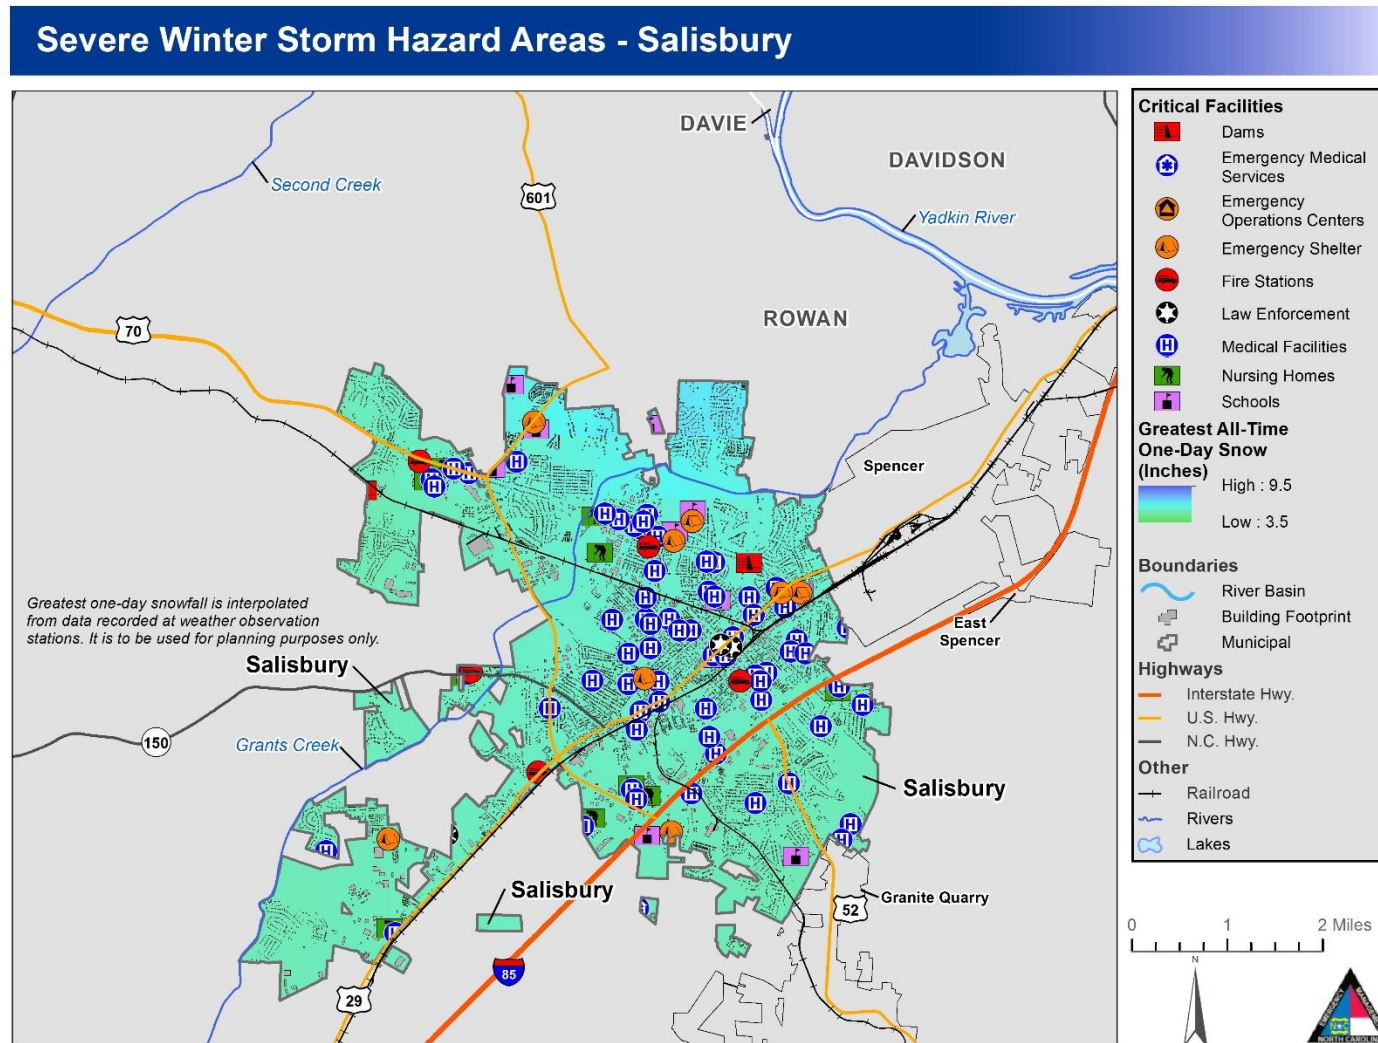 Severe Winter Storm Hazard Areas - Salisbury
DAVIE
DAVIDSON
Second Creek
601
Yadkin River
ROWAN
70
Spencer
Greatest one-day snowfall is interpolated
from data recorded at weather observation
stations. It is to be used for planning purposes only.
East
Spencer
Salisbury
150
Grants Creek
Salisbury
Salisbury
Granite Quarry
52
85
29
Critical Facilities
Dams
Emergency Medical
Services
Emergency
Operations Centers
Emergency Shelter
Fire Stations
Law Enforcement
Medical Facilities
Nursing Homes
Schools
Greatest All-Time
One-Day Snow
(Inches)
High : 9.5
Low : 3.5
Boundaries
River Basin
Building Footprint
Municipal
Highways
Interstate Hwy.
U.S. Hwy.
N.C. Hwy.
Other
Railroad
Rivers
Lakes
0 1 2 Miles
N
EMERGENCY
NORTH CAROLINA